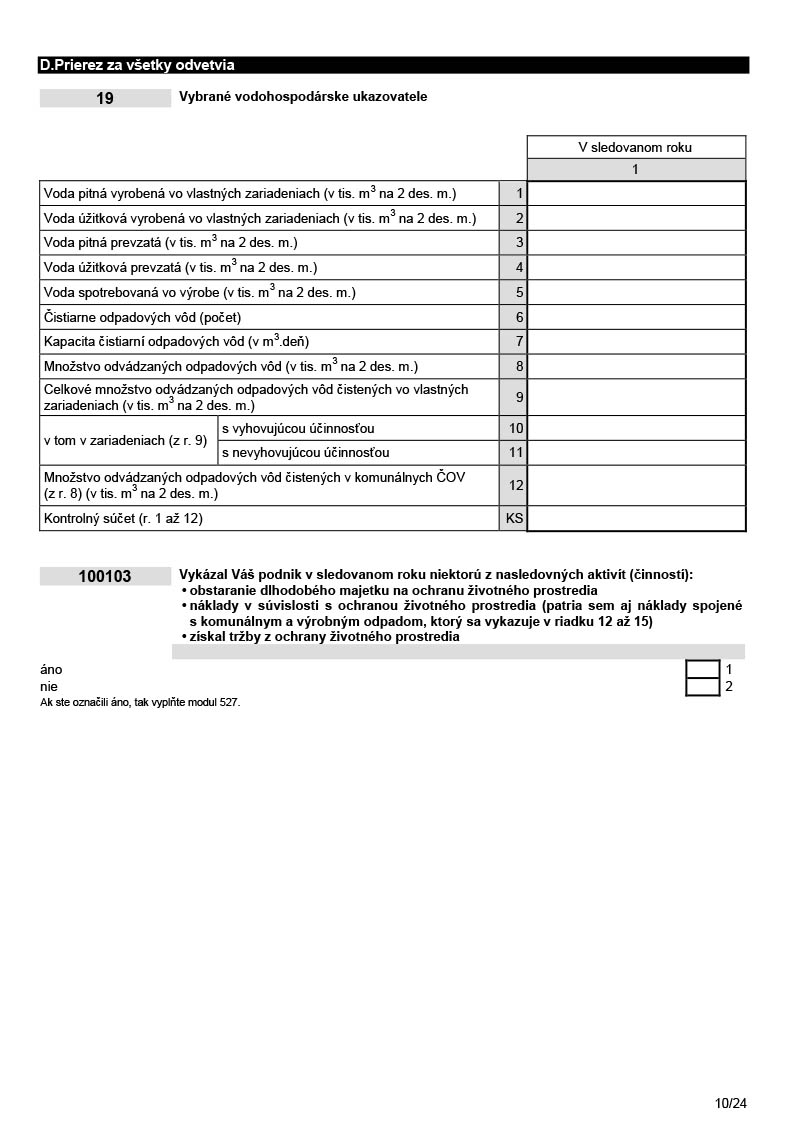 D.Prierez za všetky odvetvia
19 Vybrané vodohospodárske ukazovatele
V sledovanom roku
1
Voda pitná vyrobená vo vlastných zariadeniach (v tis. m³ na 2 des. m.) 1
Voda úžitková vyrobená vo vlastných zariadeniach (v tis. m³ na 2 des. m.) 2
Voda pitná prevzatá (v tis. m³ na 2 des. m.) 3
Voda úžitková prevzatá (v tis. m³ na 2 des. m.) 4
Voda spotrebovaná vo výrobe (v tis. m³ na 2 des. m.) 5
Čistiarne odpadových vôd (počet) 6
Kapacita čistiarní odpadových vôd (v m³.deň) 7
Množstvo odvádzaných odpadových vôd (v tis. m³ na 2 des. m.) 8
Celkové množstvo odvádzaných odpadových vôd čistených vo vlastných
zariadeniach (v tis. m³ na 2 des. m.) 9
v tom v zariadeniach (z r. 9) s vyhovujúcou účinnosťou 10
s nevyhovujúcou účinnosťou 11
Množstvo odvádzaných odpadových vôd čistených v komunálnych ČOV
(z r. 8) (v tis. m³ na 2 des. m.) 12
Kontrolný súčet (r. 1 až 12) KS
100103 Vykázal Váš podnik v sledovanom roku niektorú z nasledovných aktivít (činností):
• obstaranie dlhodobého majetku na ochranu životného prostredia
• náklady v súvislosti s ochranou životného prostredia (patria sem aj náklady spojené
s komunálnym a výrobným odpadom, ktorý sa vykazuje v riadku 12 až 15)
• získal tržby z ochrany životného prostredia
áno 1
nie 2
Ak ste označili áno, tak vyplňte modul 527.
10/24